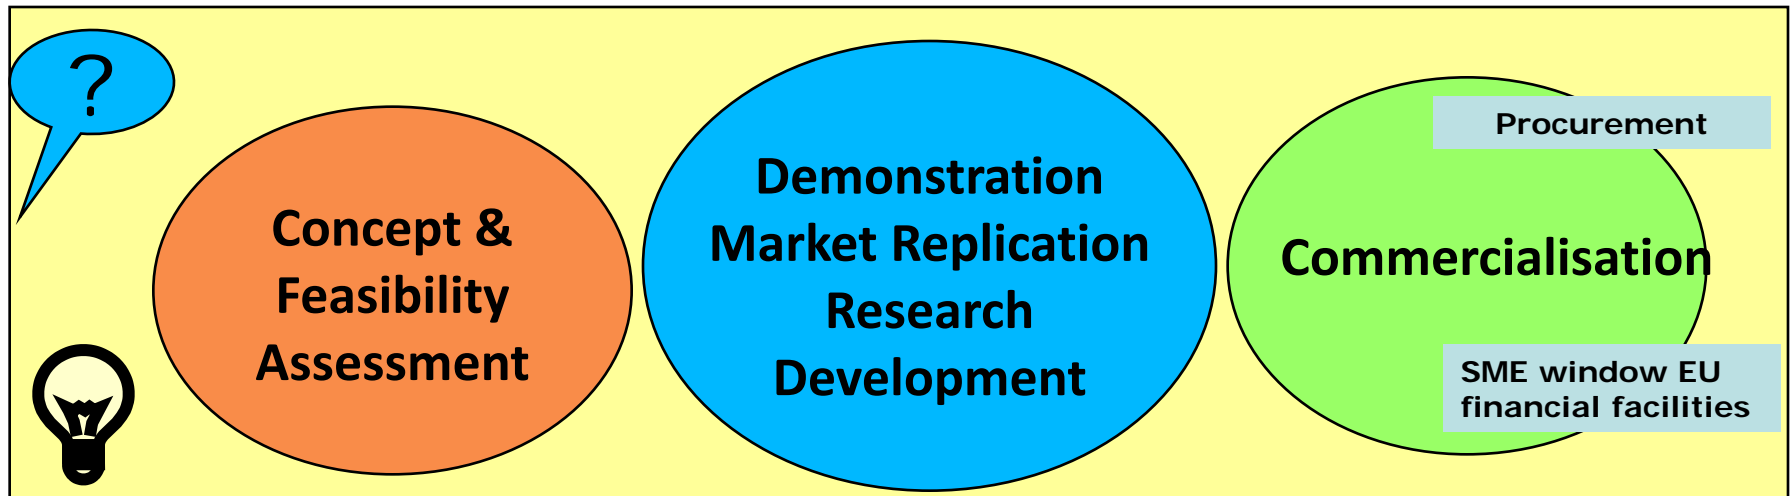 ?
Concept &
Feasibility
Assessment
Demonstration
Market Replication
Research
Development
Procurement
Commercialisation
SME window EU
financial facilities